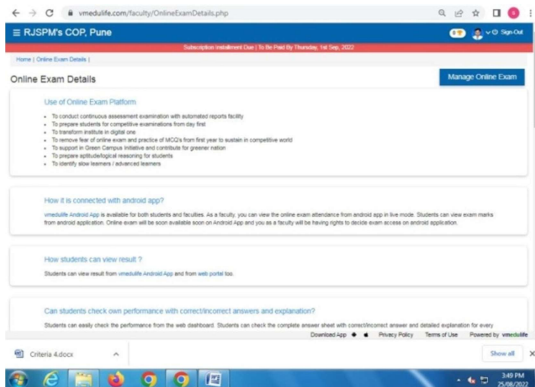 vmedulife.com/faculty/OnlineExamDetails.php
RJSPM's COP, Pune
Sign-Out
Subscription Installment Due | To Be Paid By Thursday, 1st Sep, 2022
Home | Online Exam Details |
Online Exam Details
Manage Online Exam
Use of Online Exam Platform
To conduct continuous assessment examination with automated reports facility
To prepare students for competitive examinations from day first
To transform institute in digital one
To remove fear of online exam and practice of MCQ's from first year to sustain in competitive world
To support in Green Campus Initiative and contribute for greener nation
To prepare aptitude/logical reasoning for students
To identify slow learners / advanced learners
How it is connected with android app?
vmedulife Android App is available for both students and faculties. As a faculty, you can view the online exam attendance from android app in live mode. Students can view exam marks
from android application. Online exam will be soon available soon on Android App and you as a faculty will be having rights to decide exam access on android application.
How students can view result ?
Students can view result from vmedulife Android App and from web portal too.
Can students check own performance with correct/incorrect answers and explanation?
Students can easily check the performance from the web dashboard. Students can check the complete answer sheet with correct/incorrect answer and detailed explanation for every
Download App Privacy Policy Terms of Use Powered by vmedulife
Criteria 4.docx
Show all
3:49 PM
25/08/2022